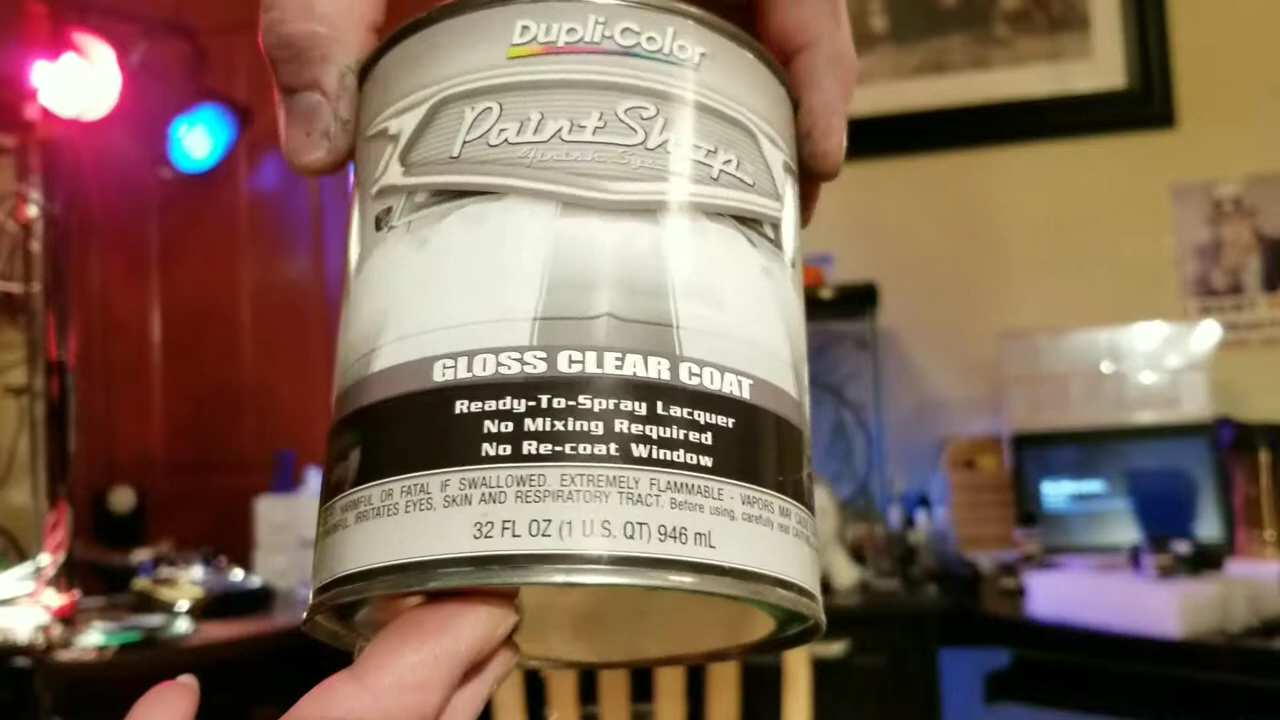 Dupli-Color
PaintShop
Finish Sys
GLOSS CLEAR COAT
Ready-To-Spray Lacquer
No Mixing Required
No Re-coat Window
HARMFUL OR FATAL IF SWALLOWED. EXTREMELY FLAMMABLE - VAPORS MAY
IRRITATES EYES, SKIN AND RESPIRATORY TRACT. Before using, carefully read
32 FL OZ (1 U.S. QT) 946 mL